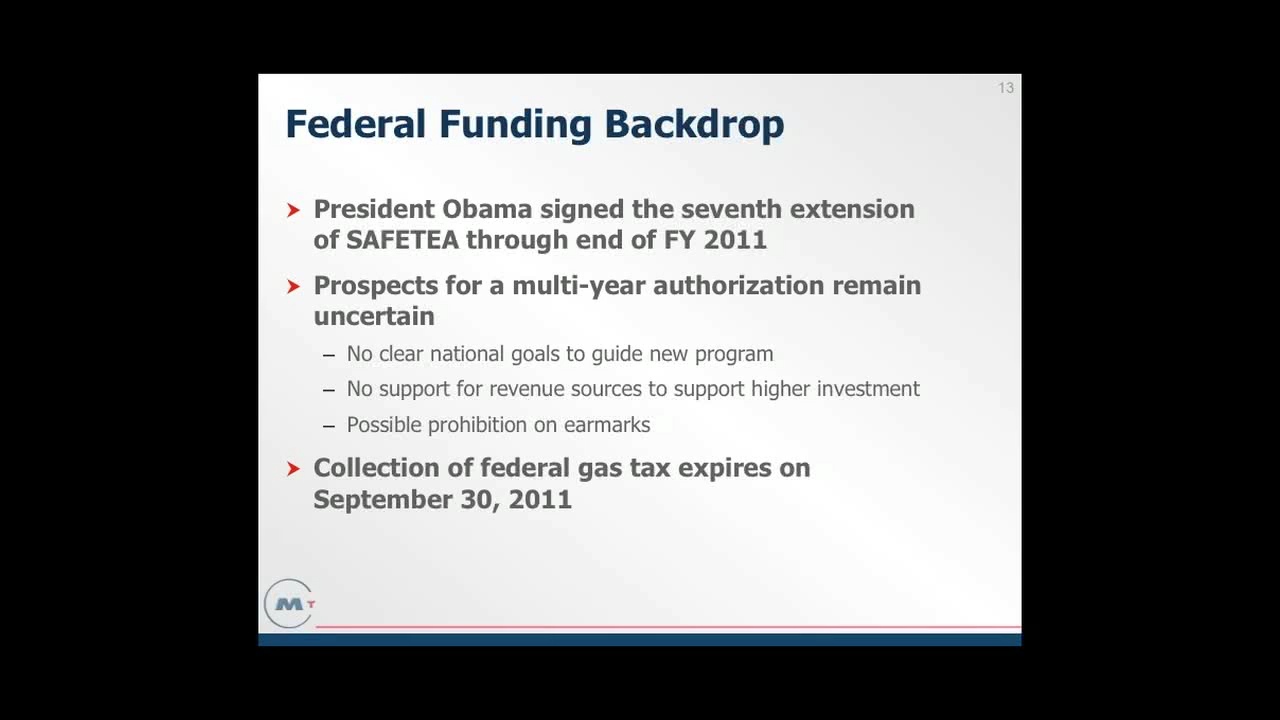 13
Federal Funding Backdrop
President Obama signed the seventh extension
of SAFETEA through end of FY 2011
Prospects for a multi-year authorization remain
uncertain
– No clear national goals to guide new program
– No support for revenue sources to support higher investment
– Possible prohibition on earmarks
Collection of federal gas tax expires on
September 30, 2011
M T